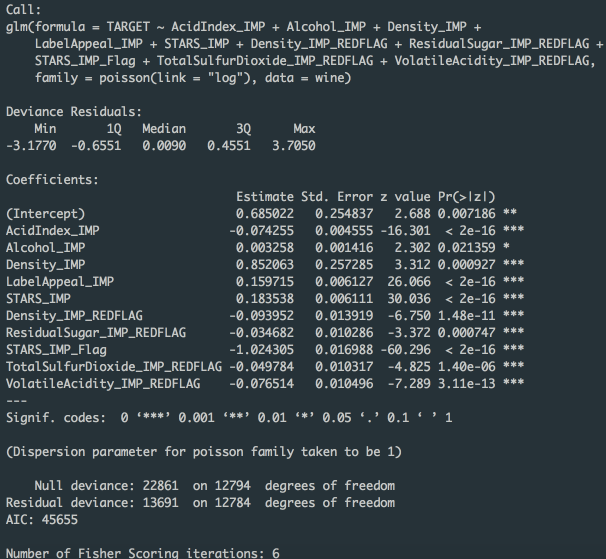 Call:
glm(formula = TARGET ~ AcidIndex_IMP + Alcohol_IMP + Density_IMP +
    LabelAppeal_IMP + STARS_IMP + Density_IMP_REDFLAG + ResidualSugar_IMP_REDFLAG +
    STARS_IMP_Flag + TotalSulfurDioxide_IMP_REDFLAG + VolatileAcidity_IMP_REDFLAG,
    family = poisson(link = "log"), data = wine)

Deviance Residuals:
    Min      1Q  Median      3Q     Max
-3.1770 -0.6551  0.0090  0.4551  3.7050

Coefficients:
                                Estimate Std. Error z value Pr(>|z|)
(Intercept)                     0.685022   0.254837   2.688 0.007186 **
AcidIndex_IMP                  -0.074255   0.004555 -16.301  < 2e-16 ***
Alcohol_IMP                     0.003258   0.001416   2.302 0.021359 *
Density_IMP                     0.852063   0.257285   3.312 0.000927 ***
LabelAppeal_IMP                 0.159715   0.006127  26.066  < 2e-16 ***
STARS_IMP                       0.183538   0.006111  30.036  < 2e-16 ***
Density_IMP_REDFLAG            -0.093952   0.013919  -6.750 1.48e-11 ***
ResidualSugar_IMP_REDFLAG      -0.034682   0.010286  -3.372 0.000747 ***
STARS_IMP_Flag                 -1.024305   0.016988 -60.296  < 2e-16 ***
TotalSulfurDioxide_IMP_REDFLAG -0.049784   0.010317  -4.825 1.40e-06 ***
VolatileAcidity_IMP_REDFLAG    -0.076514   0.010496  -7.289 3.11e-13 ***
---
Signif. codes:  0 ‘***’ 0.001 ‘**’ 0.01 ‘*’ 0.05 ‘.’ 0.1 ‘ ’ 1

(Dispersion parameter for poisson family taken to be 1)

    Null deviance: 22861  on 12794  degrees of freedom
Residual deviance: 13691  on 12784  degrees of freedom
AIC: 45655

Number of Fisher Scoring iterations: 6